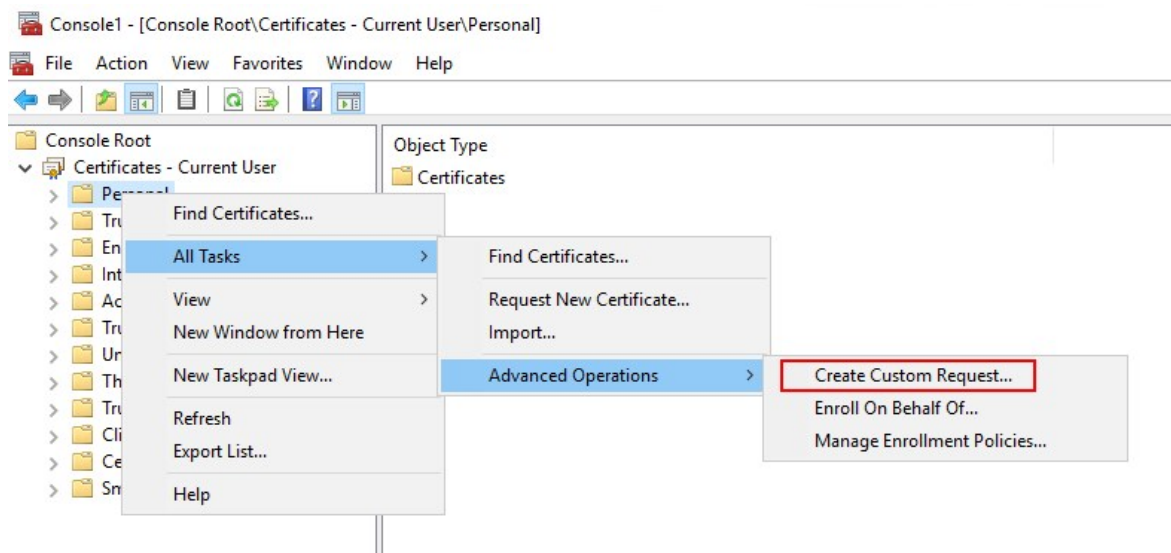 Console1 - [Console Root\Certificates - Current User\Personal]
File Action View Favorites Window Help
Console Root
Certificates - Current User
Object Type
Certificates
Find Certificates...
All Tasks
View
New Window from Here
New Taskpad View...
Refresh
Export List...
Help
Find Certificates...
Request New Certificate...
Import...
Advanced Operations
Create Custom Request...
Enroll On Behalf Of...
Manage Enrollment Policies...